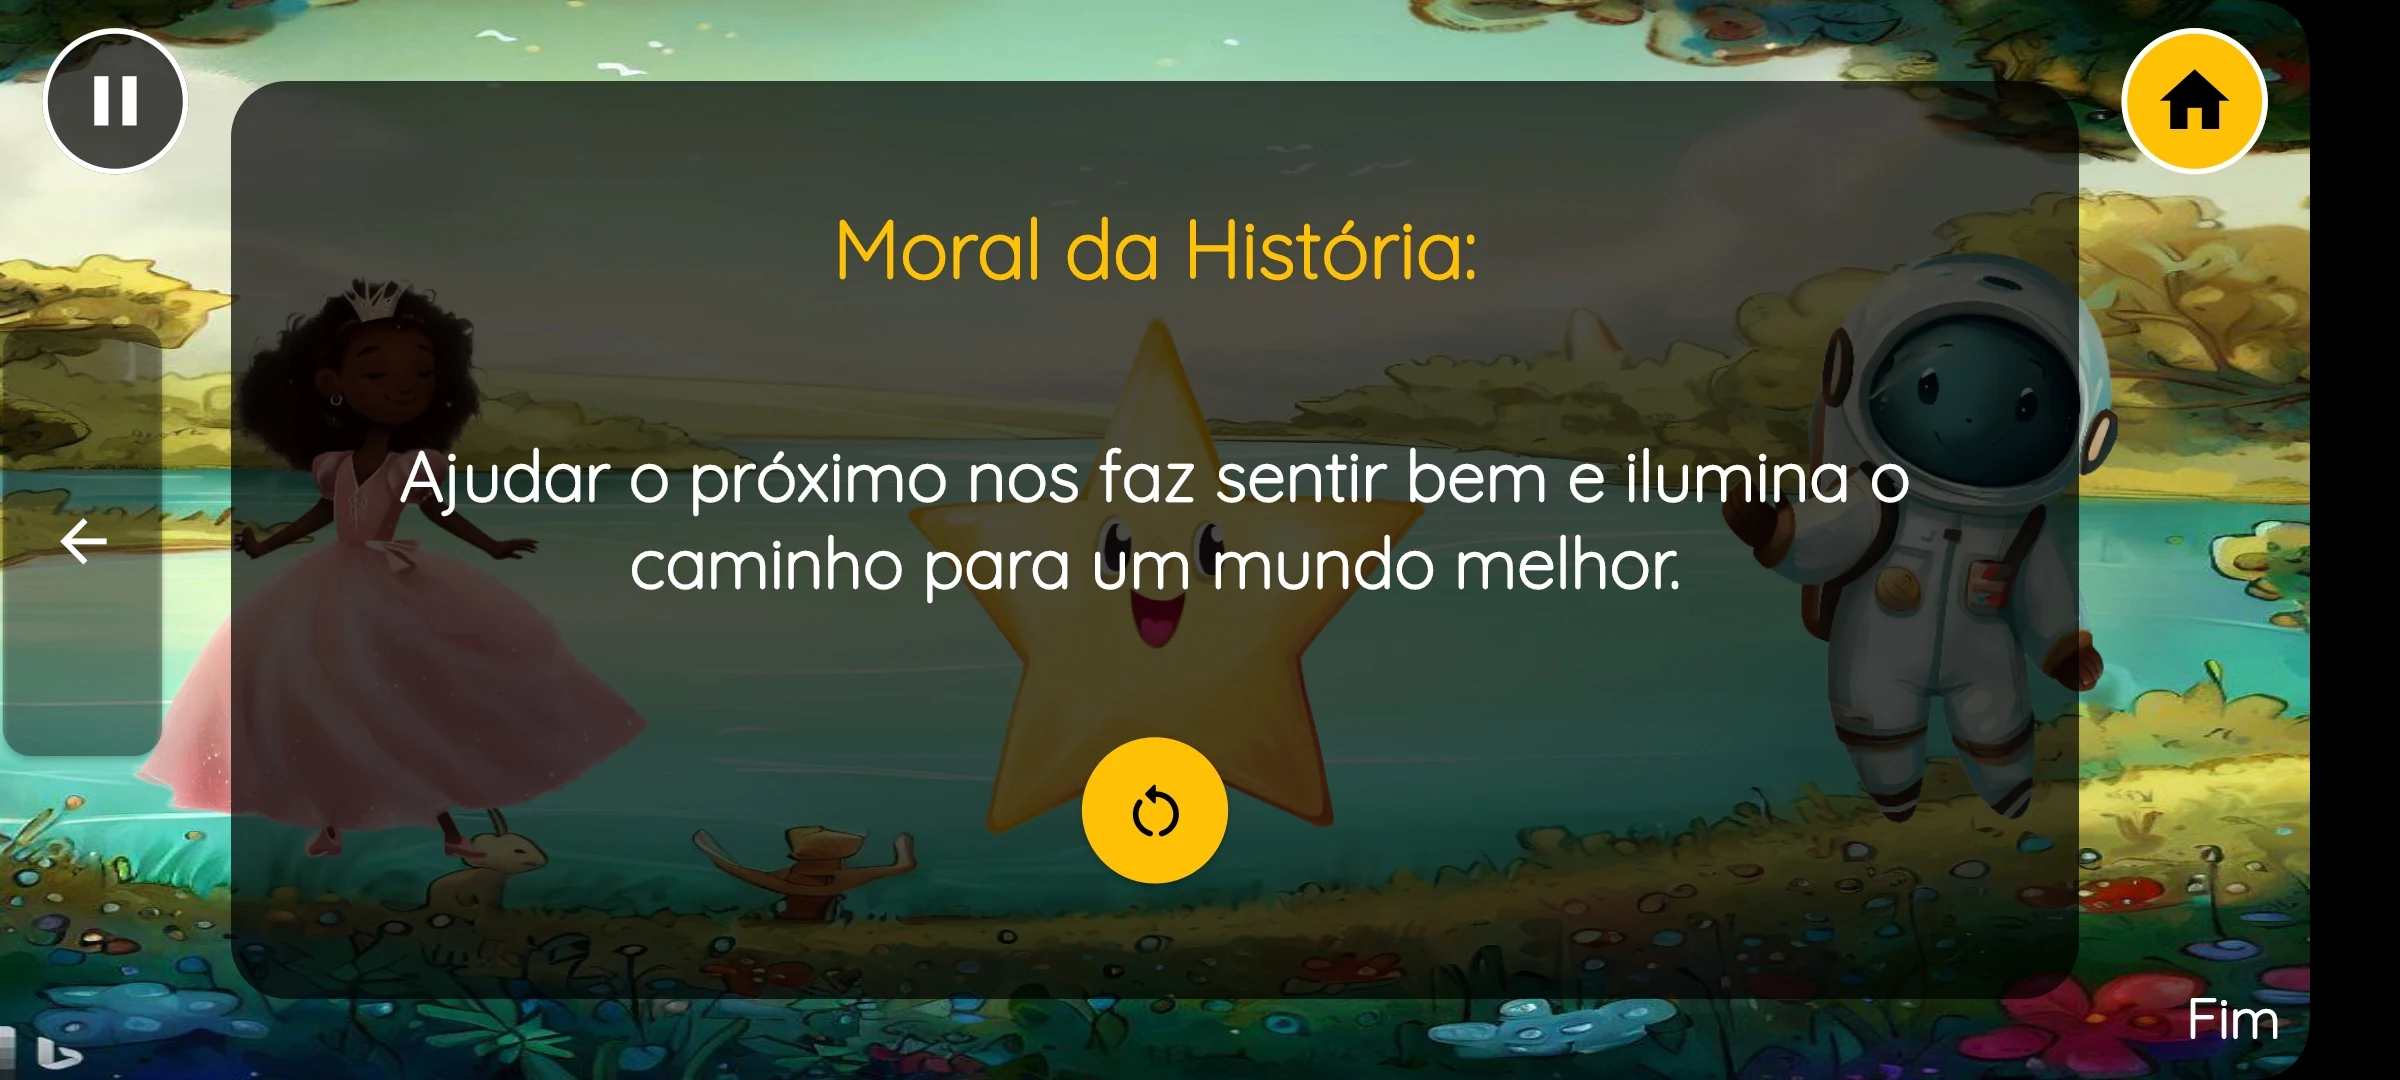 Moral da História:
Ajudar o próximo nos faz sentir bem e ilumina o
caminho para um mundo melhor.
Fim